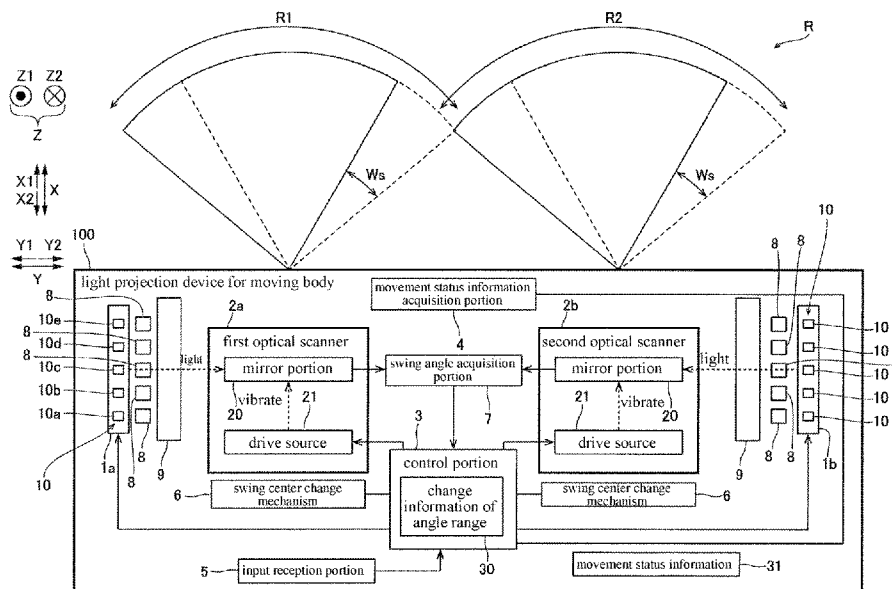 R1
R2
R
Z1 Z2
Z
X1
X2
X
Ws
Ws
Y1 Y2
Y
100
10
8
8
light projection device for moving body
movement status information
acquisition portion
8
2a
4
2b
10e
8
10d
8
10c
10b
10a
light
first optical scanner
mirror portion
20
21
vibrate
drive source
swing angle acquisition
portion
7
second optical scanner
mirror portion
21
20
vibrate
drive source
light
10
10
10
10
10
3
10
1a
8
8
9
control portion
change
information of
angle range
30
9
8
8
1b
6
swing center change
mechanism
swing center change
mechanism
6
5
input reception portion
movement status information
31